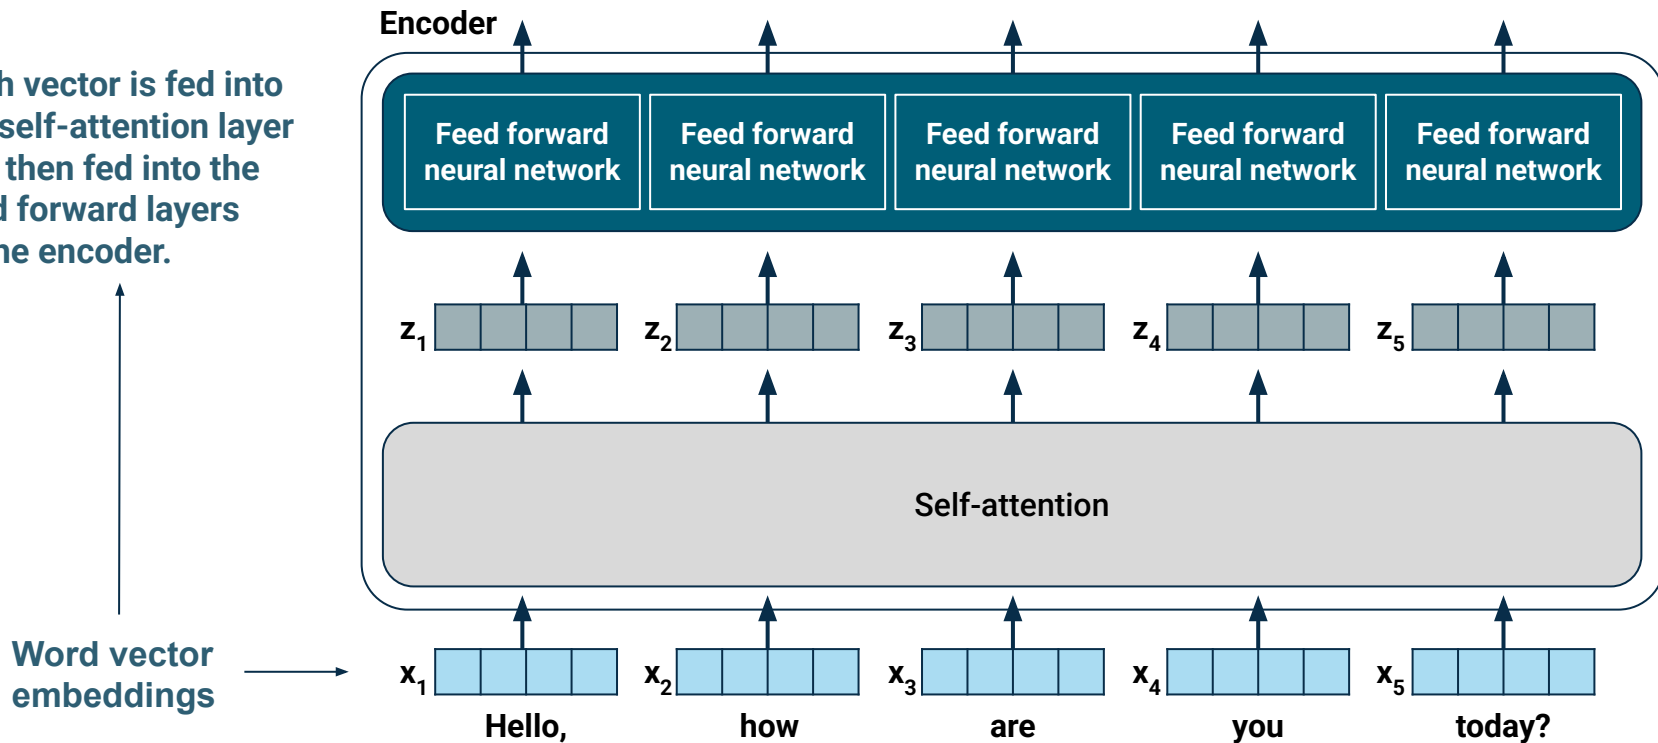 Encoder
h vector is fed into
self-attention layer
then fed into the
d forward layers
he encoder.
Feed forward
neural network
Feed forward
neural network
Feed forward
neural network
Feed forward
neural network
Feed forward
neural network
z1
z2
z3
z4
z5
Self-attention
Word vector
embeddings
x1
x2
x3
x4
x5
Hello,
how
are
you
today?